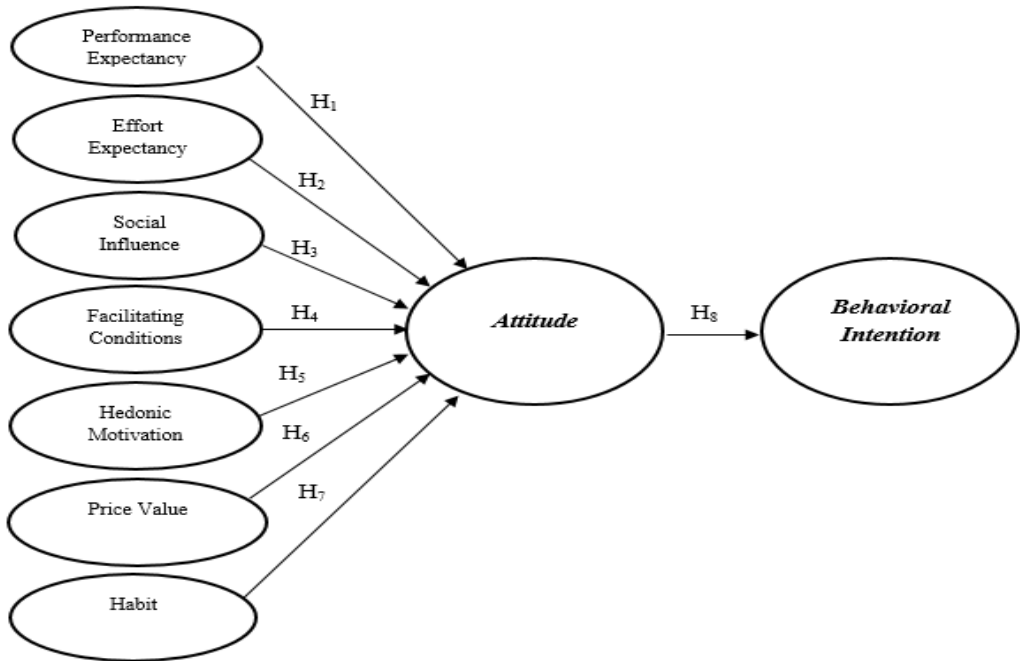 Performance
Expectancy
H1
Effort
Expectancy
H2
Social
Influence
H3
Facilitating
Conditions
H4
Attitude
H8
Behavioral
Intention
Hedonic
Motivation
H5
H6
Price Value
H7
Habit